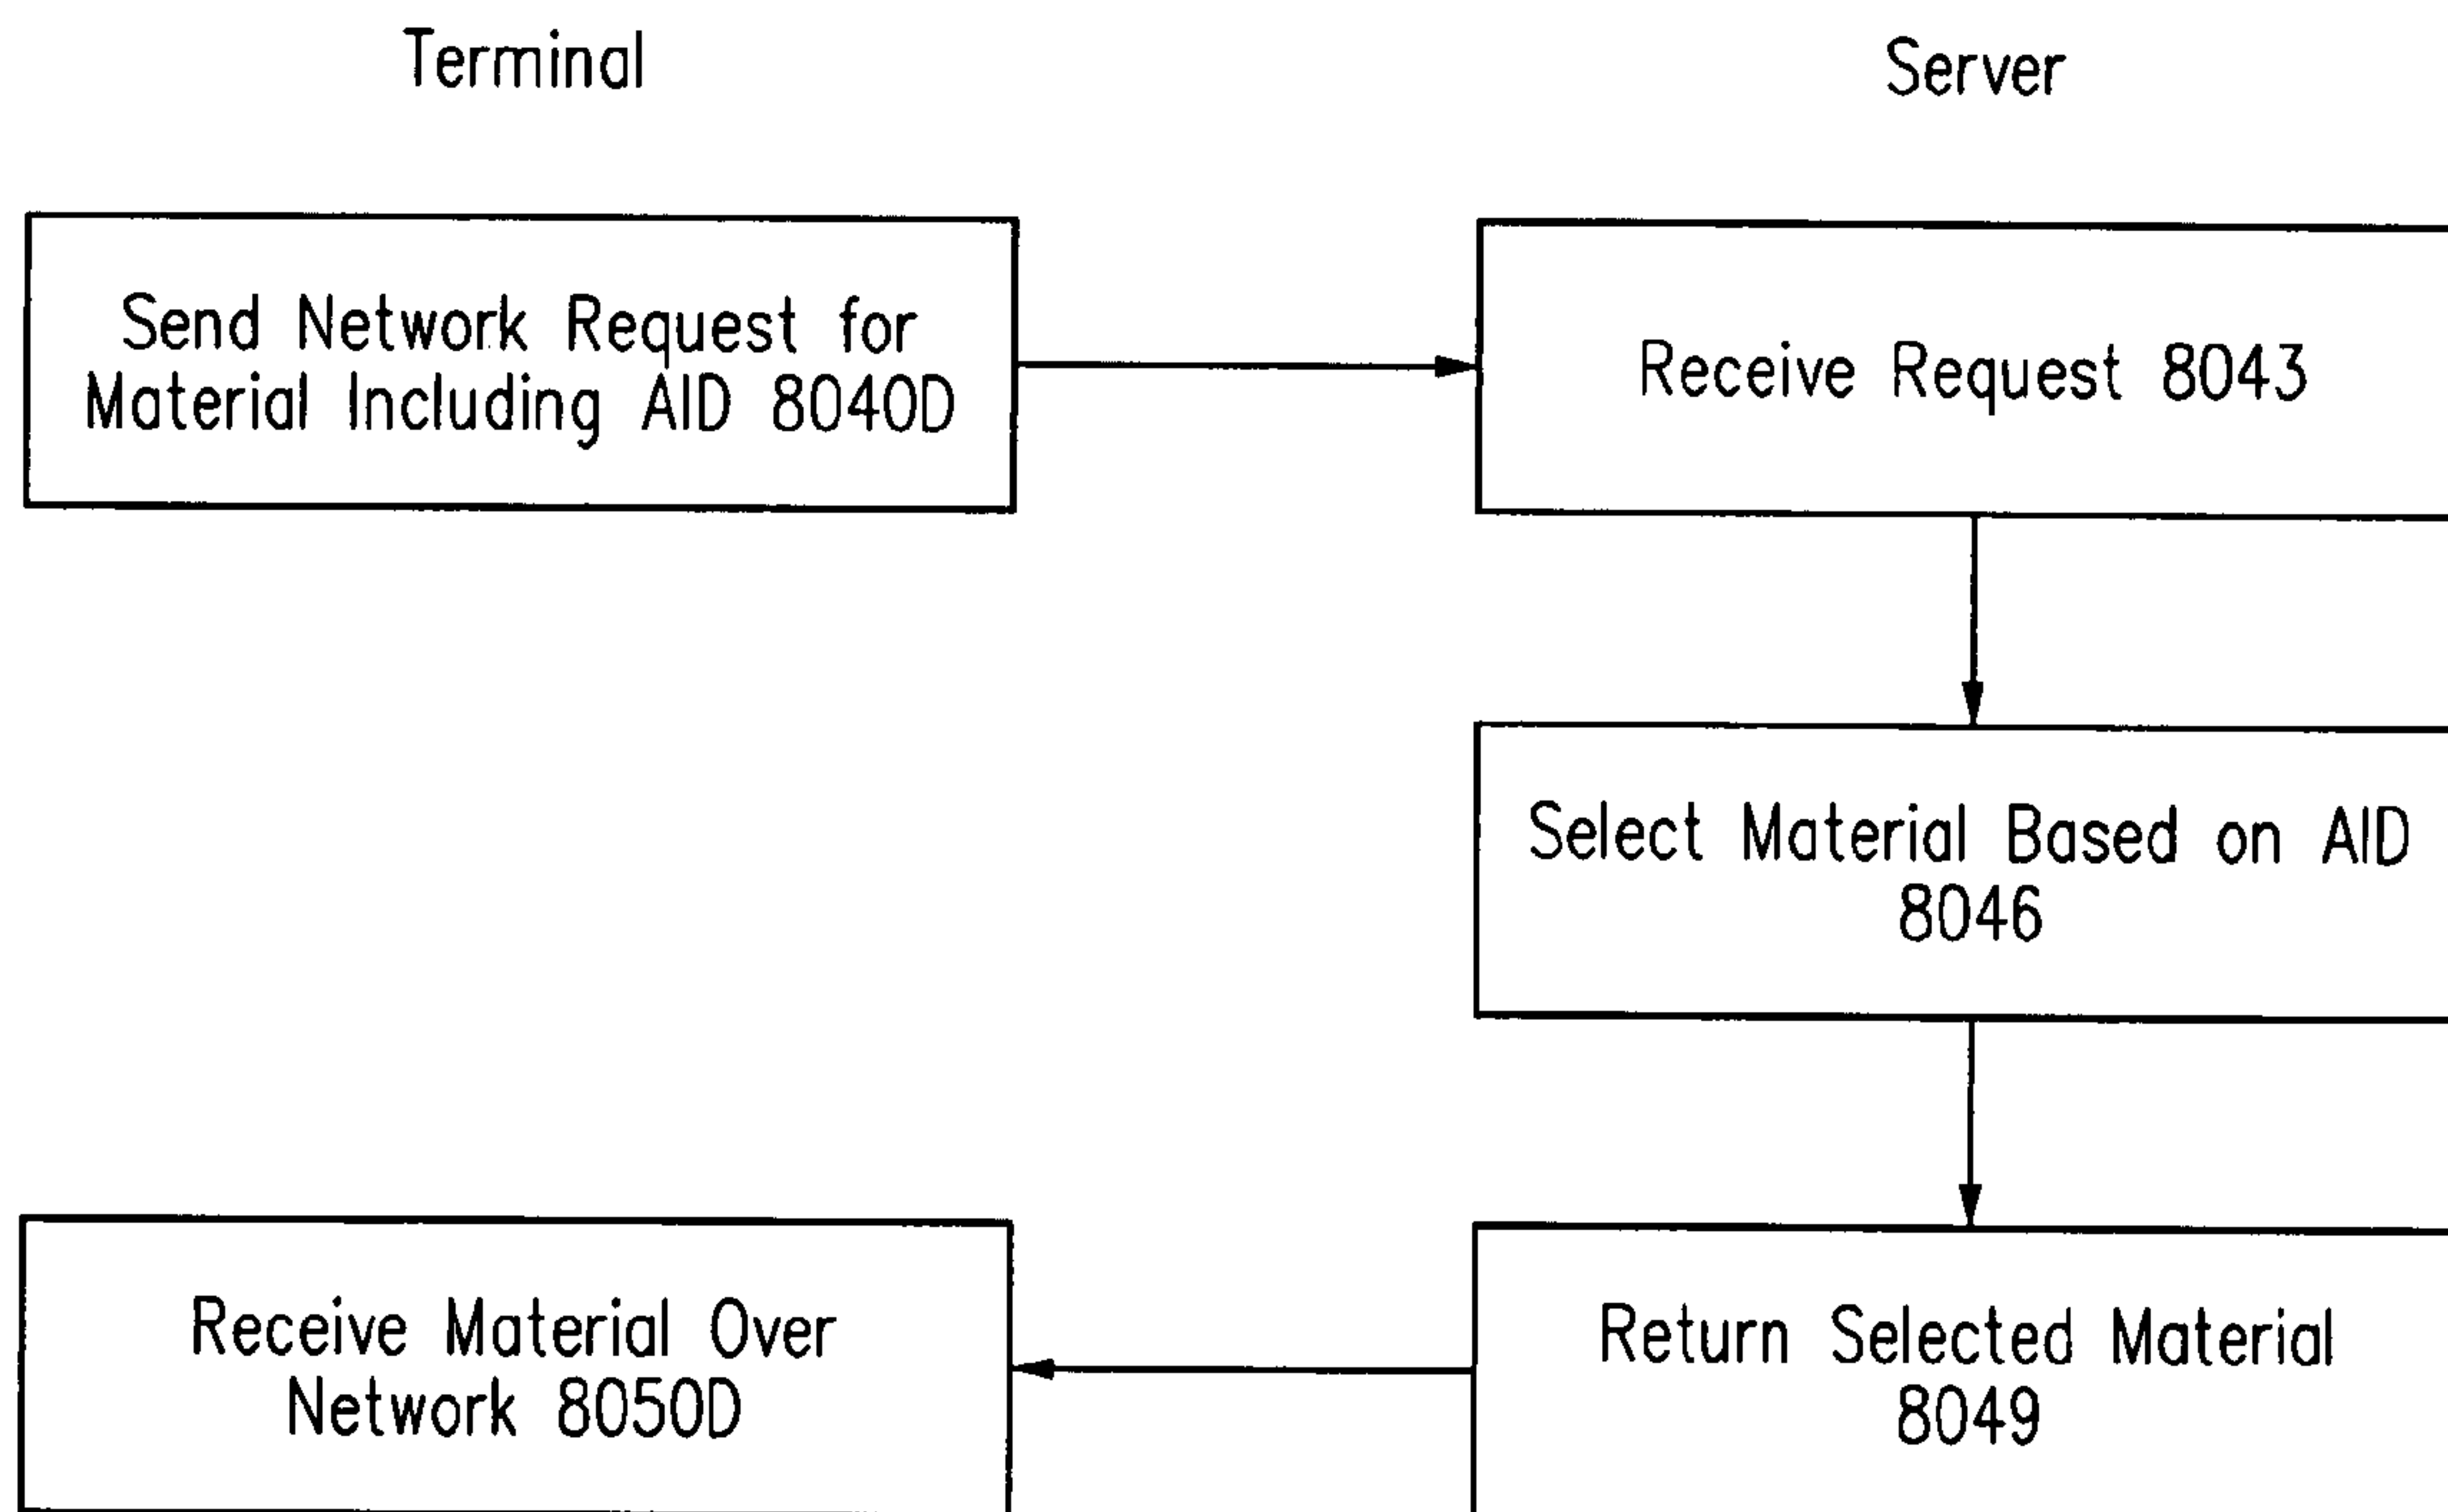 Terminal
Server
Send Network Request for
Material Including AID 8040D
Receive Request 8043
Select Material Based on AID
8046
Receive Material Over
Network 8050D
Return Selected Material
8049